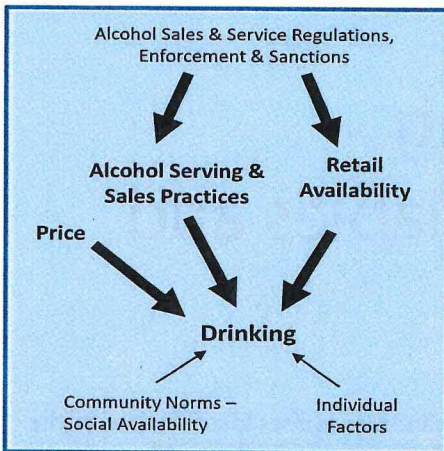 Alcohol Sales & Service Regulations,
Enforcement & Sanctions
Alcohol Serving &
Sales Practices
Retail
Availability
Price
Drinking
Community Norms –
Social Availability
Individual
Factors